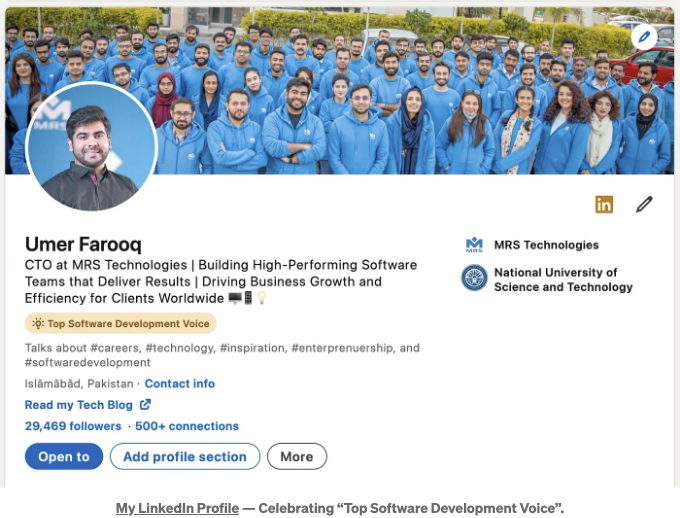 MRS
Umer Farooq
CTO at MRS Technologies | Building High-Performing Software
Teams that Deliver Results | Driving Business Growth and
Efficiency for Clients Worldwide 🖥️📱💡
Top Software Development Voice
Talks about #careers, #technology, #inspiration, #enterprenuership, and
#softwaredevelopment
Islāmābād, Pakistan · Contact info
Read my Tech Blog
29,469 followers · 500+ connections
Open to
Add profile section
More
in
MRS
MRS Technologies
National University of
Science and Technology
My LinkedIn Profile — Celebrating “Top Software Development Voice”.